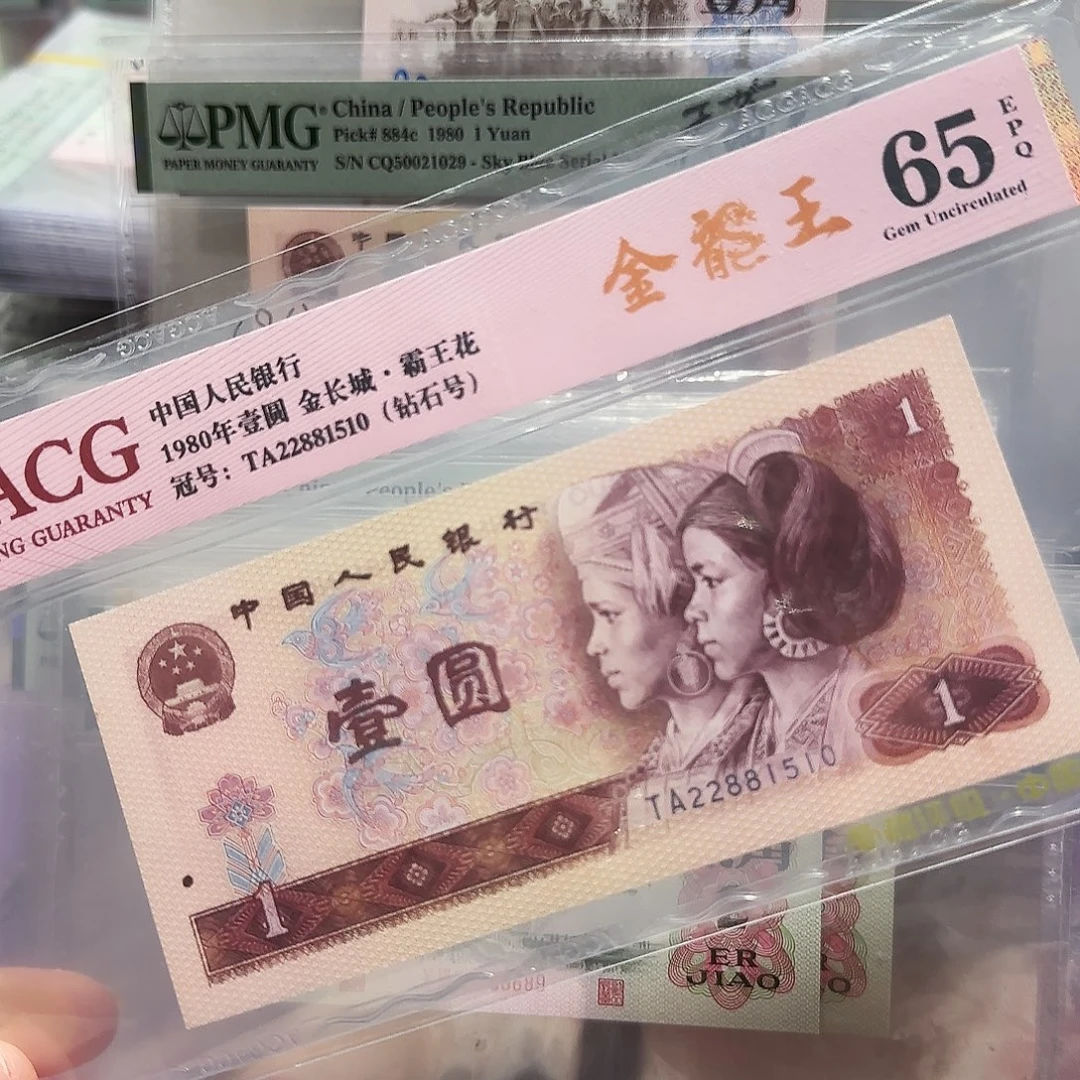 PMG
PAPER MONEY GUARANTY
China / People's Republic
Pick# 884c 1980 1 Yuan
S/N CQ50021029 - Sky Blue Serial
ACGACG
65
EPQ
Gem Uncirculated
金龍王
ACG
NG GUARANTY
中国人民银行
1980年壹圆 金长城·霸王花
冠号：TA22881510（钻石号）
中国人民银行
壹圆
1
1
1
TA22881510
ER
JIAO